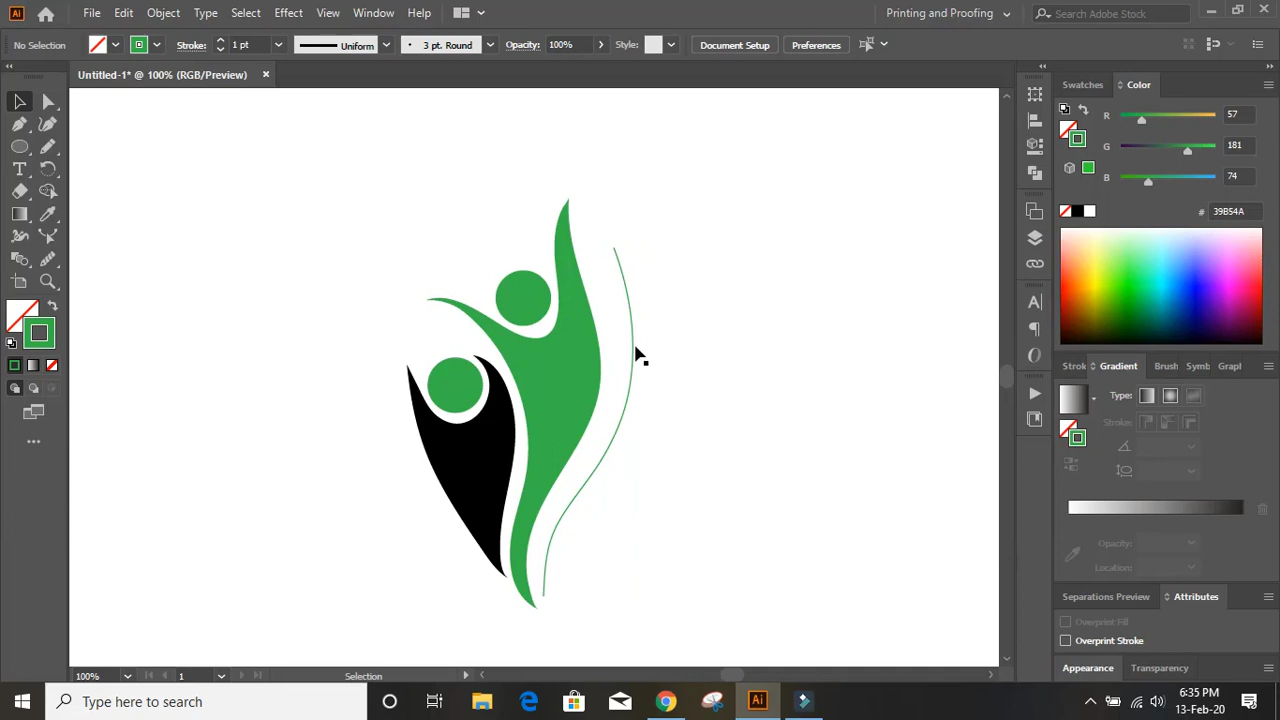 Ai File Edit Object Type Select Effect View Window Help Printing and Proofing Search Adobe Stock
No Selection Stroke: 1 pt Uniform 3 pt. Round Opacity: 100% Style: Document Setup Preferences
Untitled-1* @ 100% (RGB/Preview)
Swatches Color
R 57
G 181
B 74
# 39B54A
Strok Gradient Brush Symb Grapl
Type:
Stroke:
Opacity:
Location:
Separations Preview Attributes
Overprint Fill
Overprint Stroke
Appearance Transparency
100% 1 Selection
Type here to search
Ai
6:35 PM
13-Feb-20